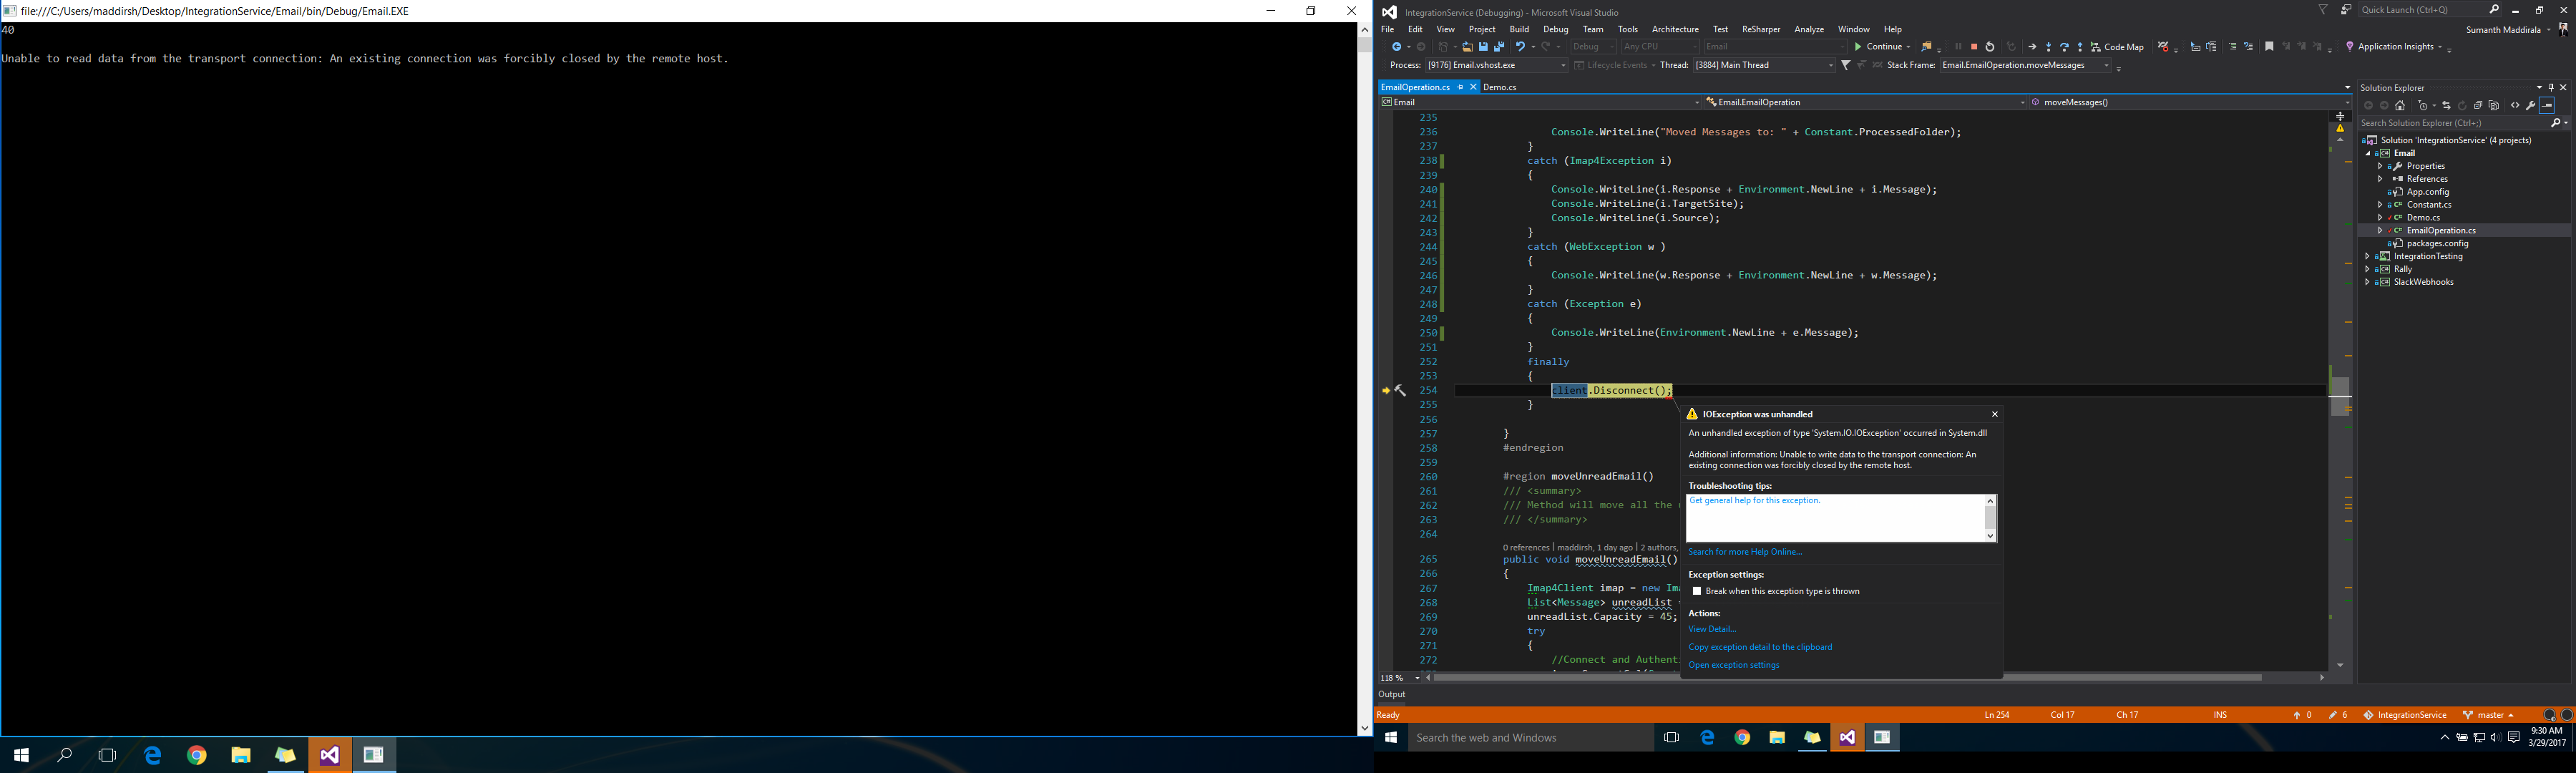 file:///C:/Users/maddirsh/Desktop/IntegrationService/Email/bin/Debug/Email.EXE
40
Unable to read data from the transport connection: An existing connection was forcibly closed by the remote host.
IntegrationService (Debugging) - Microsoft Visual Studio
Quick Launch (Ctrl+Q)
File Edit View Project Build Debug Team Tools Architecture Test ReSharper Analyze Window Help
Sumanth Maddirala
Debug Any CPU Email Continue Code Map Application Insights
Process: [9176] Email.vshost.exe Lifecycle Events Thread: [3884] Main Thread Stack Frame: Email.EmailOperation.moveMessages
EmailOperation.cs Demo.cs
Email Email.EmailOperation moveMessages()
235
236 Console.WriteLine("Moved Messages to: " + Constant.ProcessedFolder);
237 }
238 catch (Imap4Exception i)
239 {
240 Console.WriteLine(i.Response + Environment.NewLine + i.Message);
241 Console.WriteLine(i.TargetSite);
242 Console.WriteLine(i.Source);
243 }
244 catch (WebException w )
245 {
246 Console.WriteLine(w.Response + Environment.NewLine + w.Message);
247 }
248 catch (Exception e)
249 {
250 Console.WriteLine(Environment.NewLine + e.Message);
251 }
252 finally
253 {
254 client.Disconnect();
255 }
256
257 }
258 #endregion
259
260 #region moveUnreadEmail()
261 /// <summary>
262 /// Method will move all the
263 /// </summary>
264
0 references | maddirsh, 1 day ago | 2 authors,
265 public void moveUnreadEmail()
266 {
267 Imap4Client imap = new Ima
268 List<Message> unreadList
269 unreadList.Capacity = 45;
270 try
271 {
272 //Connect and Authenti
IOException was unhandled
An unhandled exception of type 'System.IO.IOException' occurred in System.dll
Additional information: Unable to write data to the transport connection: An
existing connection was forcibly closed by the remote host.
Troubleshooting tips:
Get general help for this exception.
Search for more Help Online...
Exception settings:
Break when this exception type is thrown
Actions:
View Detail...
Copy exception detail to the clipboard
Open exception settings
118 %
Output
Ready Ln 254 Col 17 Ch 17 INS 0 6 IntegrationService master
Solution Explorer
Search Solution Explorer (Ctrl+;)
Solution 'IntegrationService' (4 projects)
Email
Properties
References
App.config
Constant.cs
Demo.cs
EmailOperation.cs
packages.config
IntegrationTesting
Rally
SlackWebhooks
Search the web and Windows
9:30 AM
3/29/2017